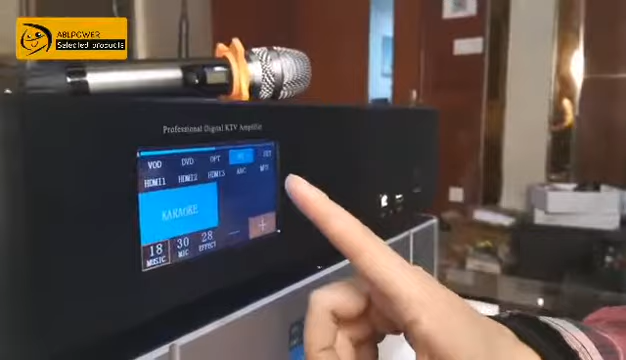 ABLPOWER
Selected products
Professional Digital KTV Amplifier
VOD DVD OPT
HDMI1 HDMI2 HDMI3 ARC
KARAOKE
18 30 28
MUSIC MIC EFFECT